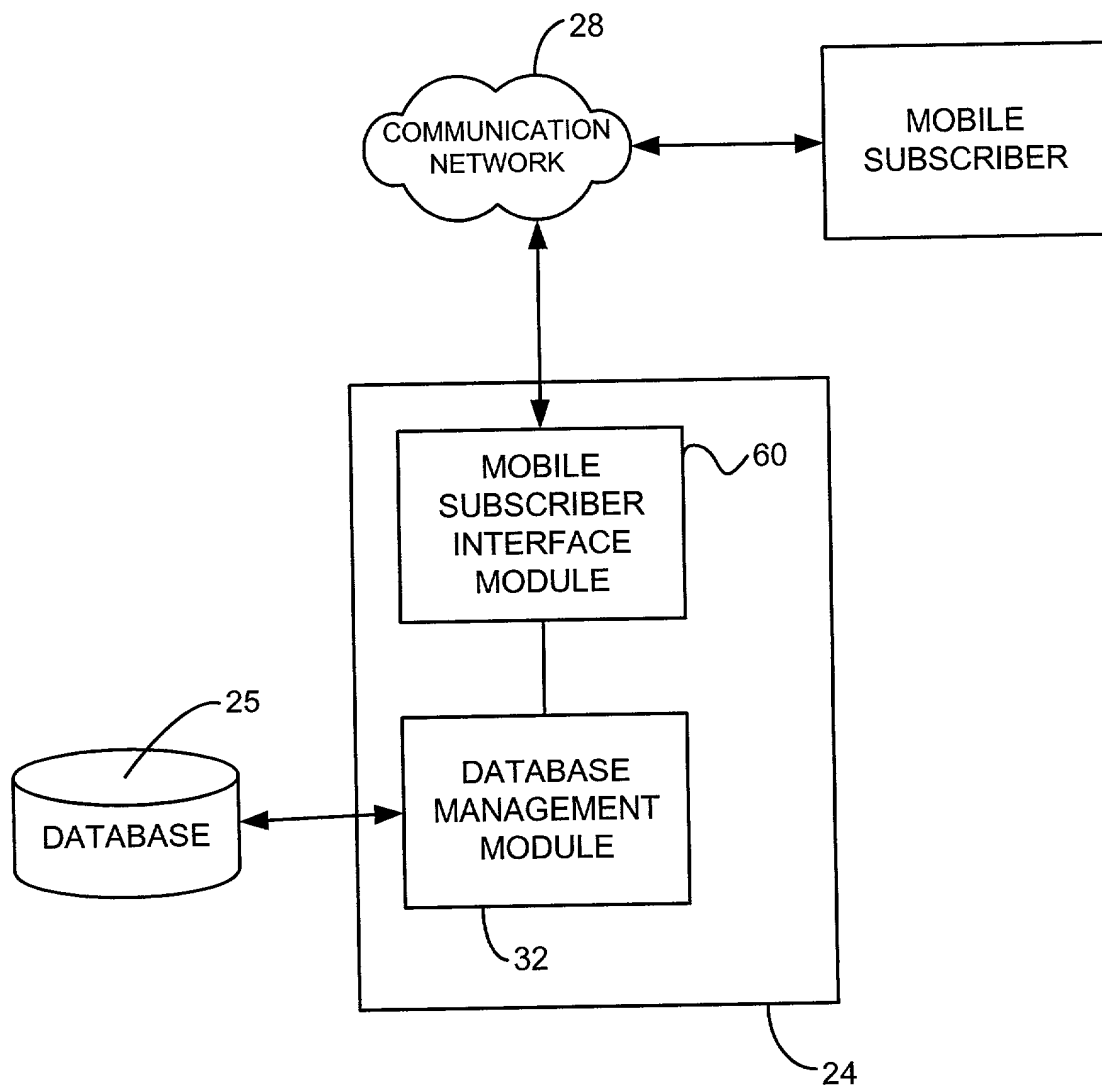 28
COMMUNICATION
NETWORK
MOBILE
SUBSCRIBER
MOBILE
SUBSCRIBER
INTERFACE
MODULE
60
25
DATABASE
DATABASE
MANAGEMENT
MODULE
32
24